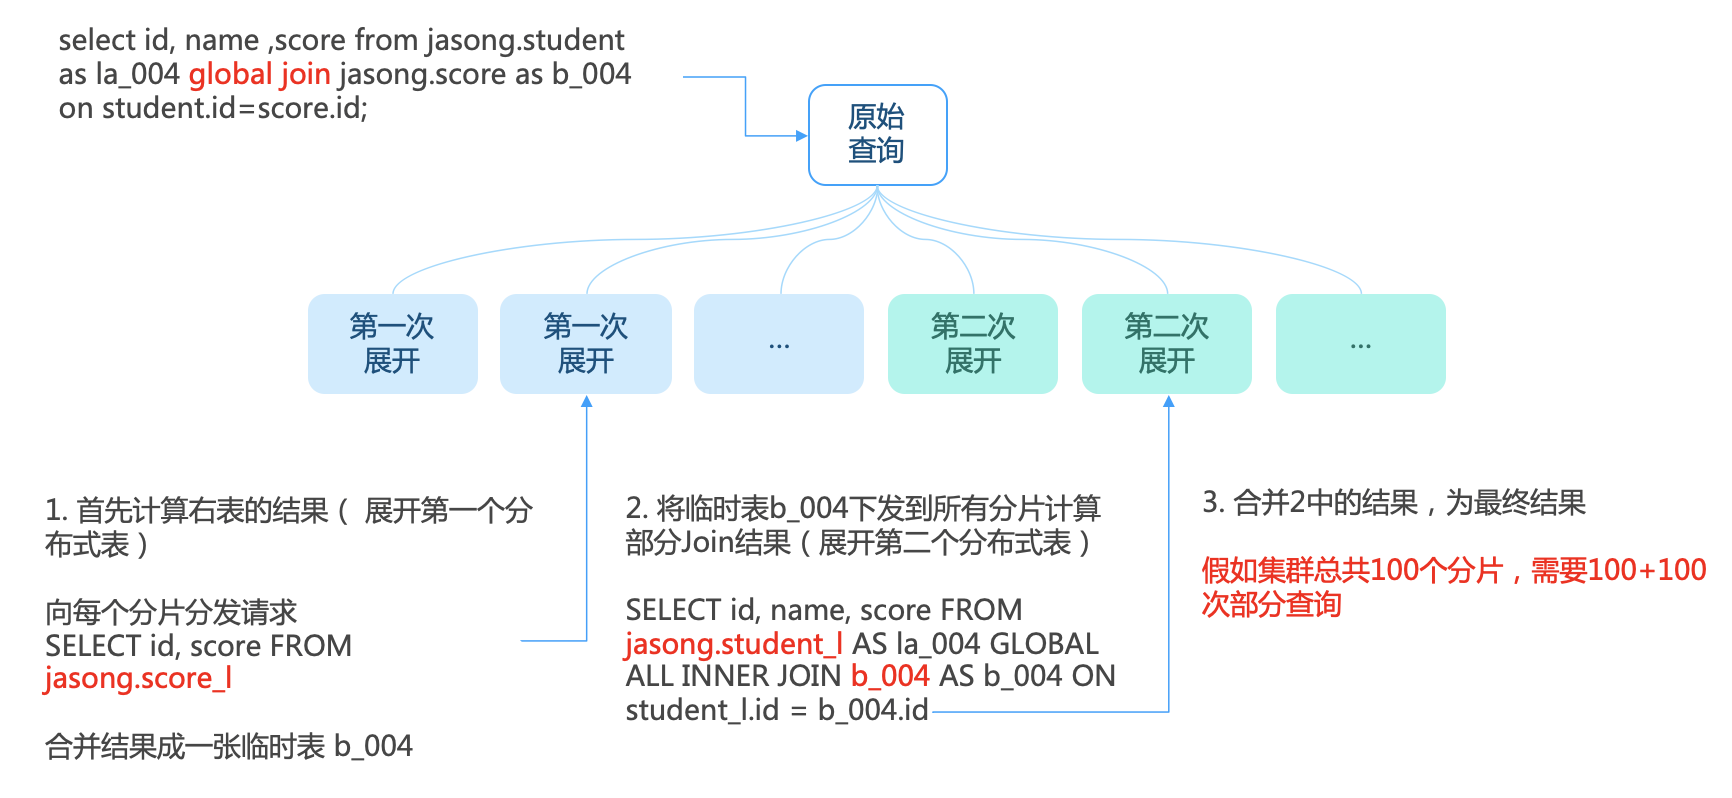 select id, name ,score from jasong.student
as la_004 global join jasong.score as b_004
on student.id=score.id;
原始
查询
第一次
展开
第一次
展开
...
第二次
展开
第二次
展开
...
1. 首先计算右表的结果（ 展开第一个分
布式表）
向每个分片分发请求
SELECT id, score FROM
jasong.score_l
合并结果成一张临时表 b_004
2. 将临时表b_004下发到所有分片计算
部分Join结果（展开第二个分布式表）
SELECT id, name, score FROM
jasong.student_l AS la_004 GLOBAL
ALL INNER JOIN b_004 AS b_004 ON
student_l.id = b_004.id
3. 合并2中的结果，为最终结果
假如集群总共100个分片，需要100+100
次部分查询